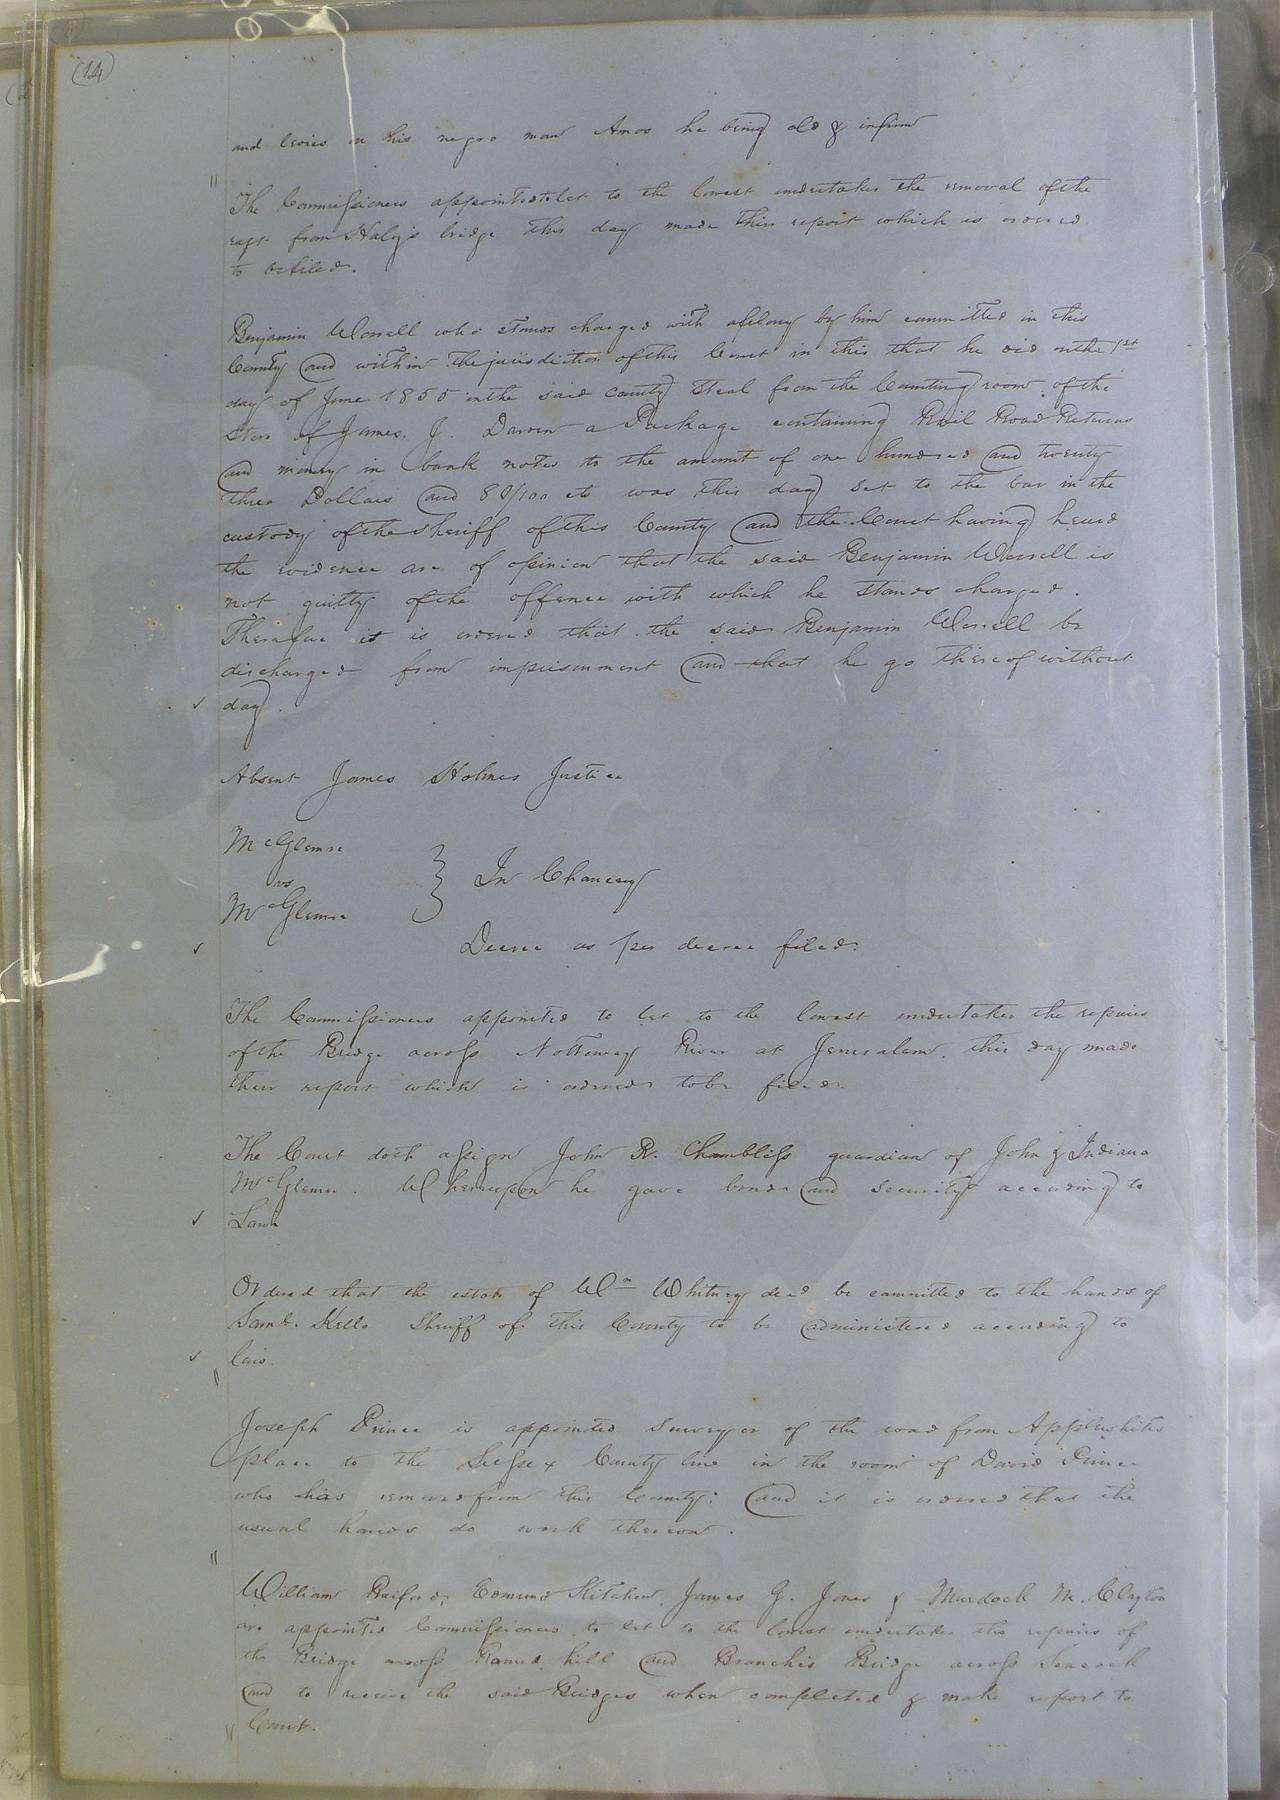 (14)
and levies on his negro man Amos he being old & infirm
The Commissioners appointed to let to the lowest undertaker the removal of the
raft from Haley's bridge this day made their report which is ordered
to be filed.
Benjamin Worrell who stands charged with a felony by him committed in this
County and within the jurisdiction of this Court in this that he did on the 1st
day of June 1855 in the said county steal from the Counting room of the
Store of James J. Darden a Package containing Rail Road Returns
and money in bank notes to the amount of one hundred and twenty
three Dollars and 80/100 cts was this day set to the bar in the
custody of the Sheriff of this County and the Court having heard
the evidence are of opinion that the said Benjamin Worrell is
not guilty of the offence with which he stands charged.
Therefore it is ordered that the said Benjamin Worrell be
discharged from imprisonment and that he go thereof without
day.
Absent James Holmes Justice
McGlemre
vs
McGlemre
} In Chancery
Decree as per decree filed.
The Commissioners appointed to let to the lowest undertaker the repairs
of the Bridge across Nottoway River at Jerusalem, this day made
their report which is ordered to be filed.
The Court doth assign John R. Chambliss guardian of John & Indiana
McGlemre. Whereupon he gave bond and security according to
Law
Ordered that the estate of Wm Whitney decd be committed to the hands of
Saml. Kello Sheriff of this County to be administered according to
law.
Joseph Prince is appointed Surveyor of the road from Applewhites
place to the Sussex County line in the room of David Prince
who has removed from this County: and it is ordered that the
usual hands do work thereon.
William Raiford, Edmund Kitchen, James G. Jones & Murdock M. Clayton
are appointed Commissioners to let to the lowest undertaker the repairs of
the Bridge across hill and Branch's Bridge across Seacock
and to receive the said Bridges when completed & make report to
Court.